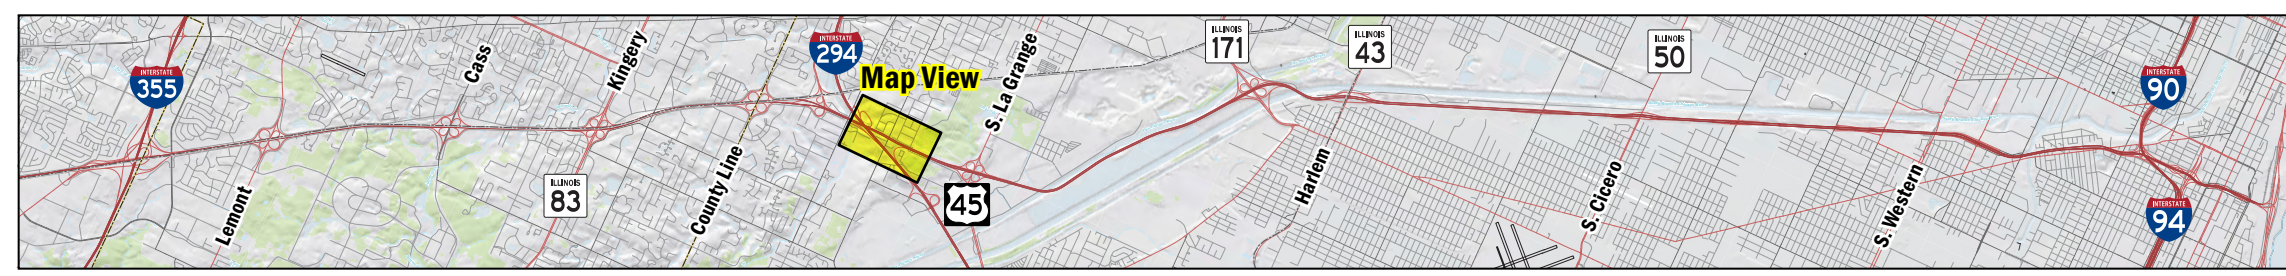 INTERSTATE
355
Lemont
Cass
ILLINOIS
83
Kingery
County Line
INTERSTATE
294
Map View
45
S. La Grange
ILLINOIS
171
Harlem
ILLINOIS
43
S. Cicero
ILLINOIS
50
S. Western
INTERSTATE
90
INTERSTATE
94